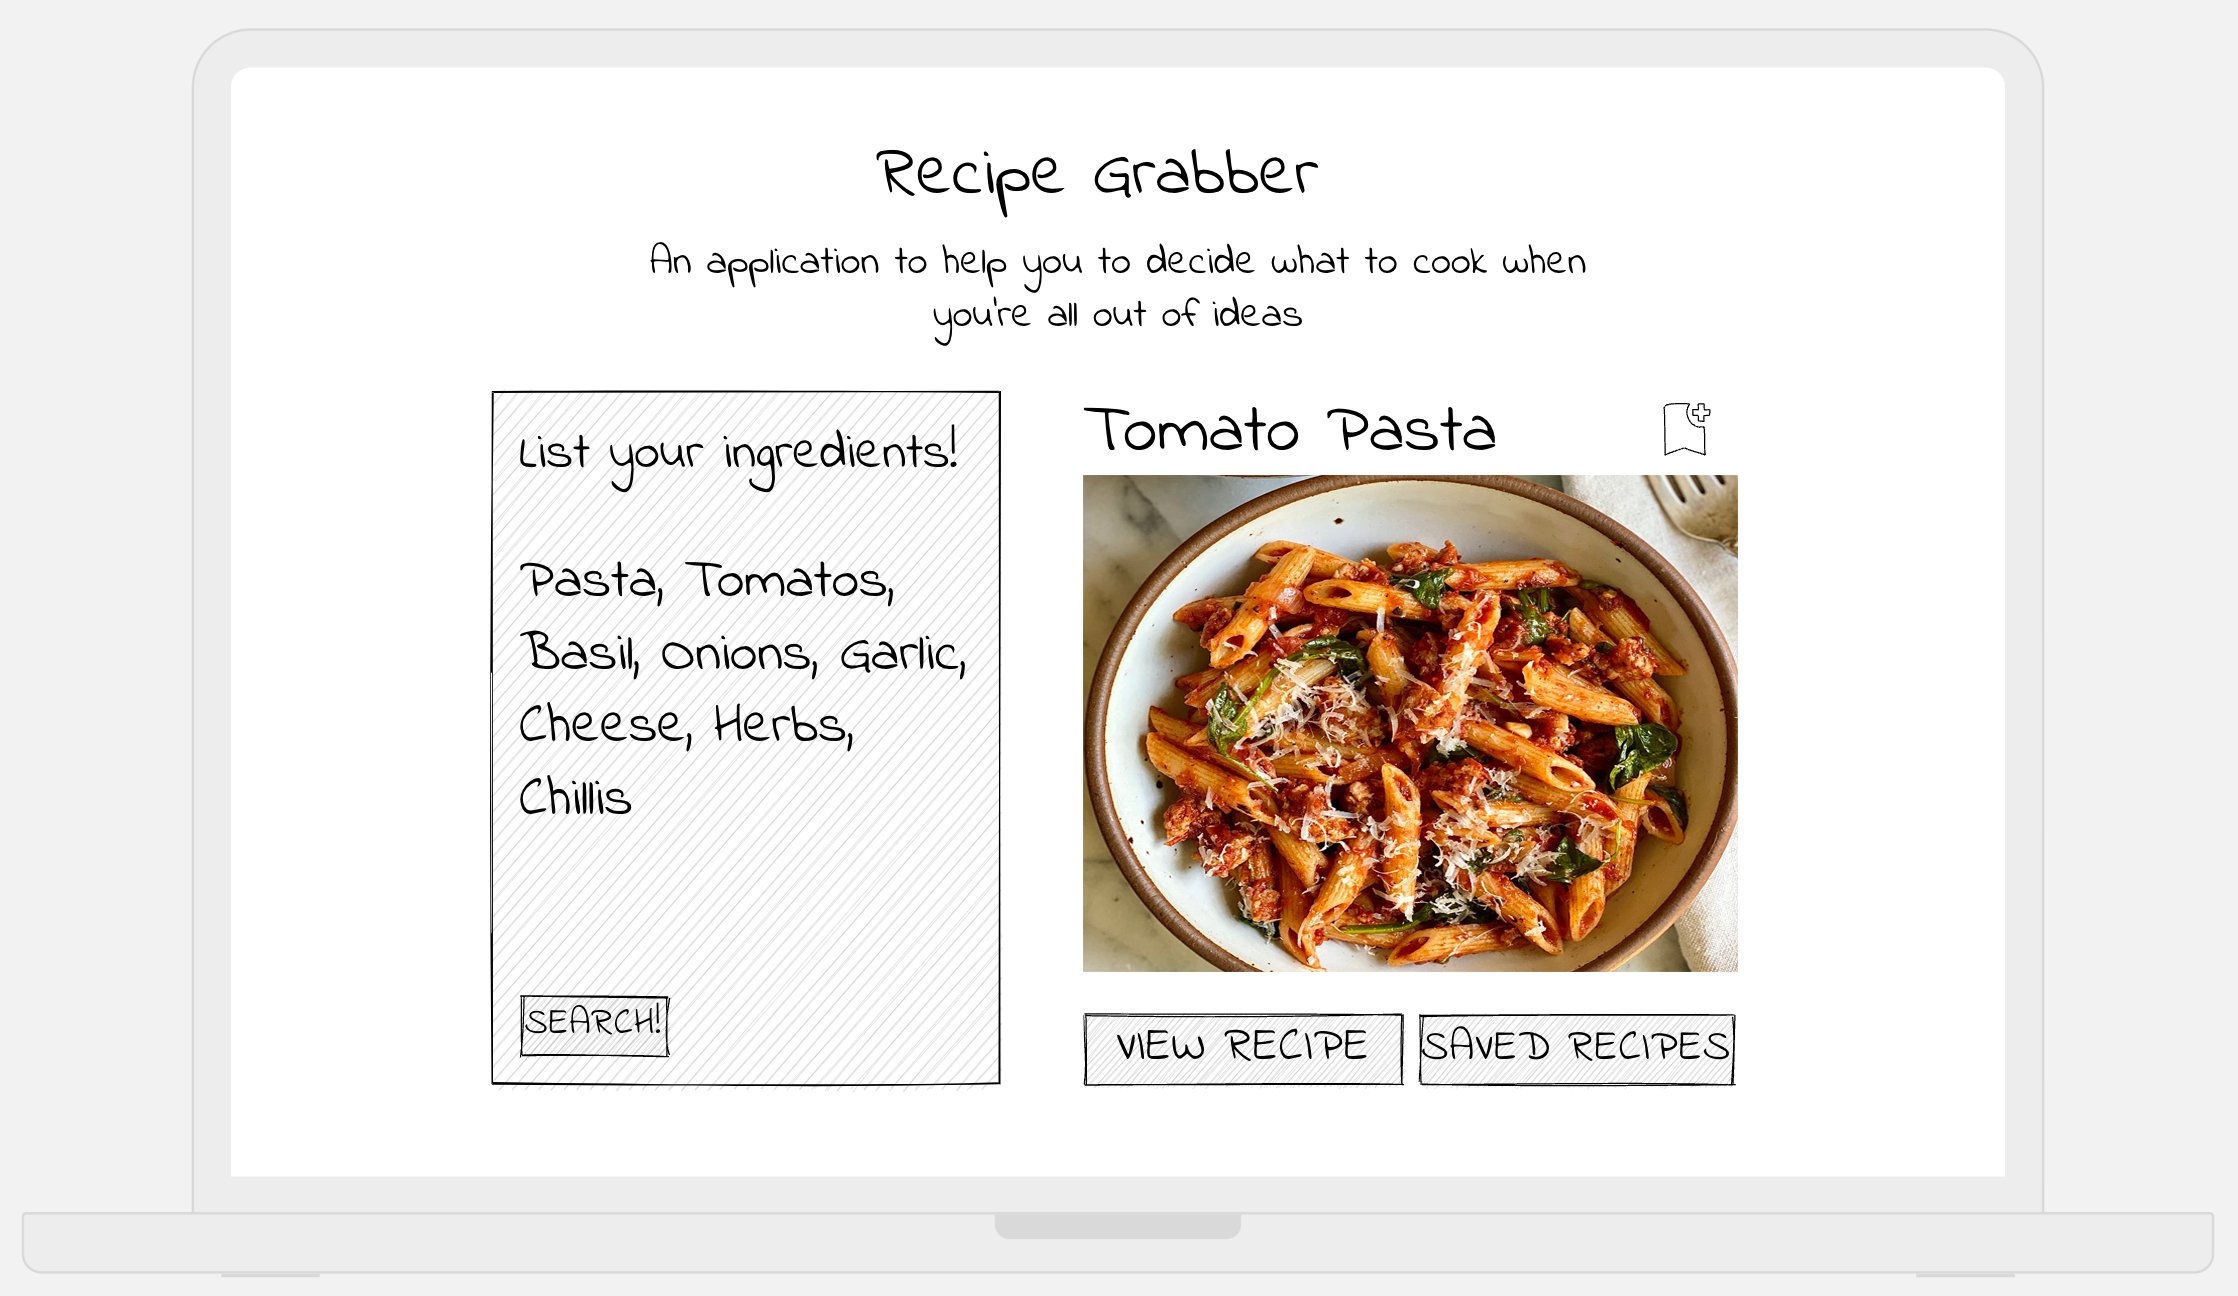 Recipe Grabber
An application to help you to decide what to cook when
you're all out of ideas
List your ingredients!
Pasta, Tomatos,
Basil, Onions, Garlic,
Cheese, Herbs,
Chillis
SEARCH!
Tomato Pasta
VIEW RECIPE
SAVED RECIPES